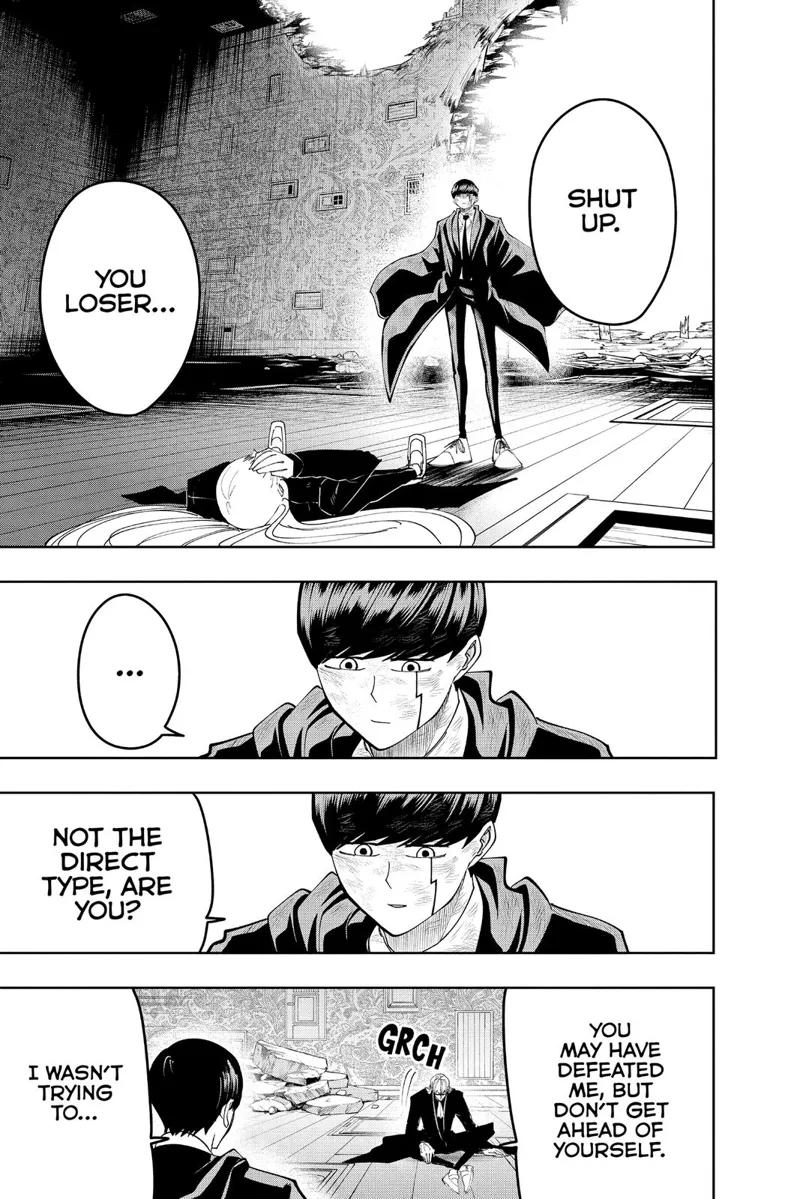 SHUT
UP.
YOU
LOSER...
...
NOT THE
DIRECT
TYPE, ARE
YOU?
YOU
MAY HAVE
DEFEATED
ME, BUT
DON'T GET
AHEAD OF
YOURSELF.
GRCH
I WASN'T
TRYING
TO...